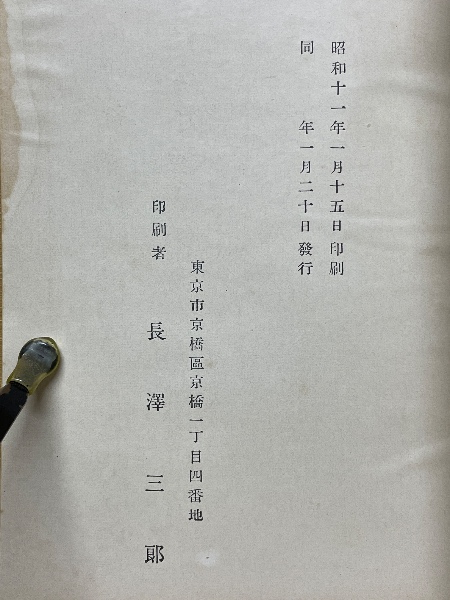 昭和十一年一月十五日印刷
同　年一月二十日發行
東京市京橋區京橋一丁目四番地
印刷者　長澤三郎